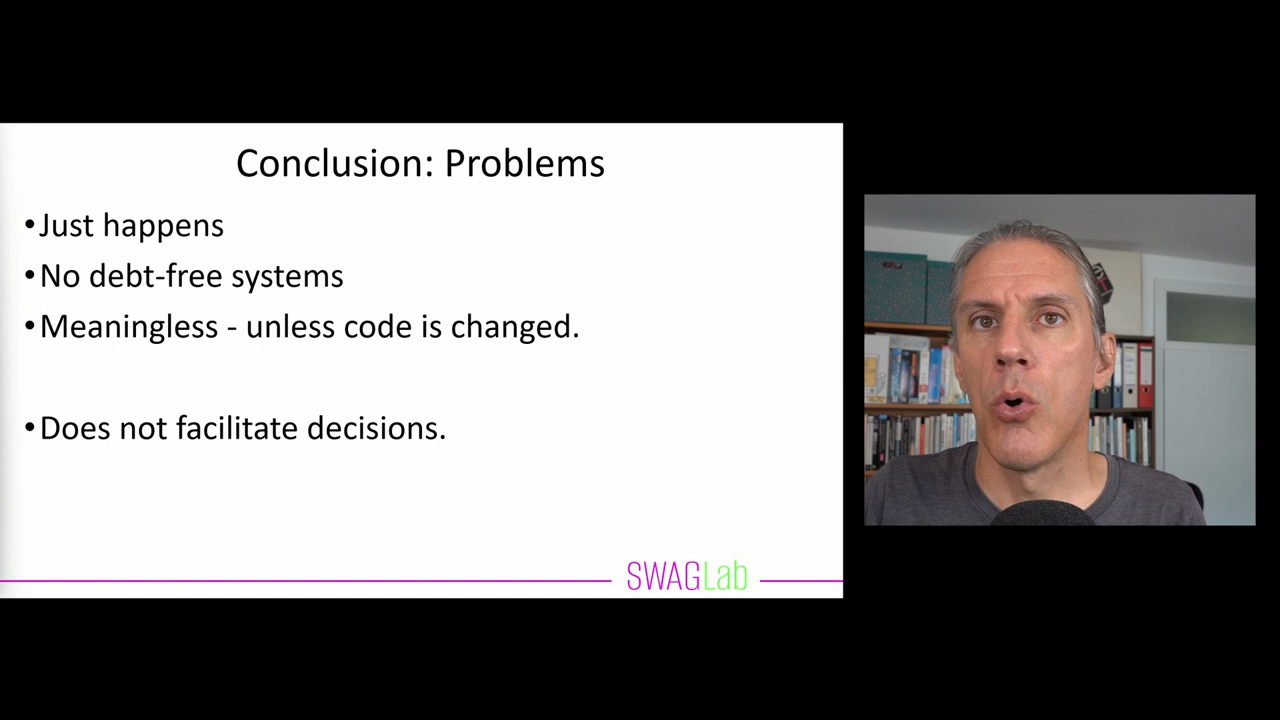 Conclusion: Problems
•Just happens
•No debt-free systems
•Meaningless - unless code is changed.
•Does not facilitate decisions.
SWAGLab